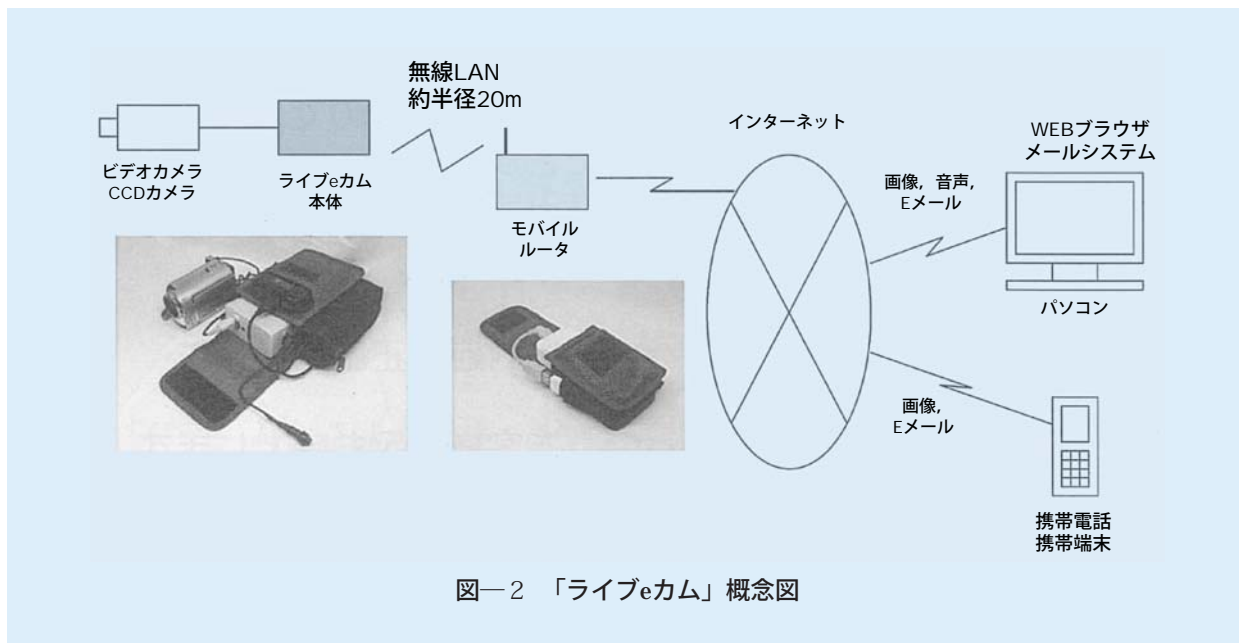 無線LAN
約半径20m
ビデオカメラ
CCDカメラ
ライブeカム
本体
モバイル
ルータ
インターネット
画像，音声，
Eメール
WEBブラウザ
メールシステム
パソコン
画像，
Eメール
携帯電話
携帯端末
図―2 「ライブeカム」概念図